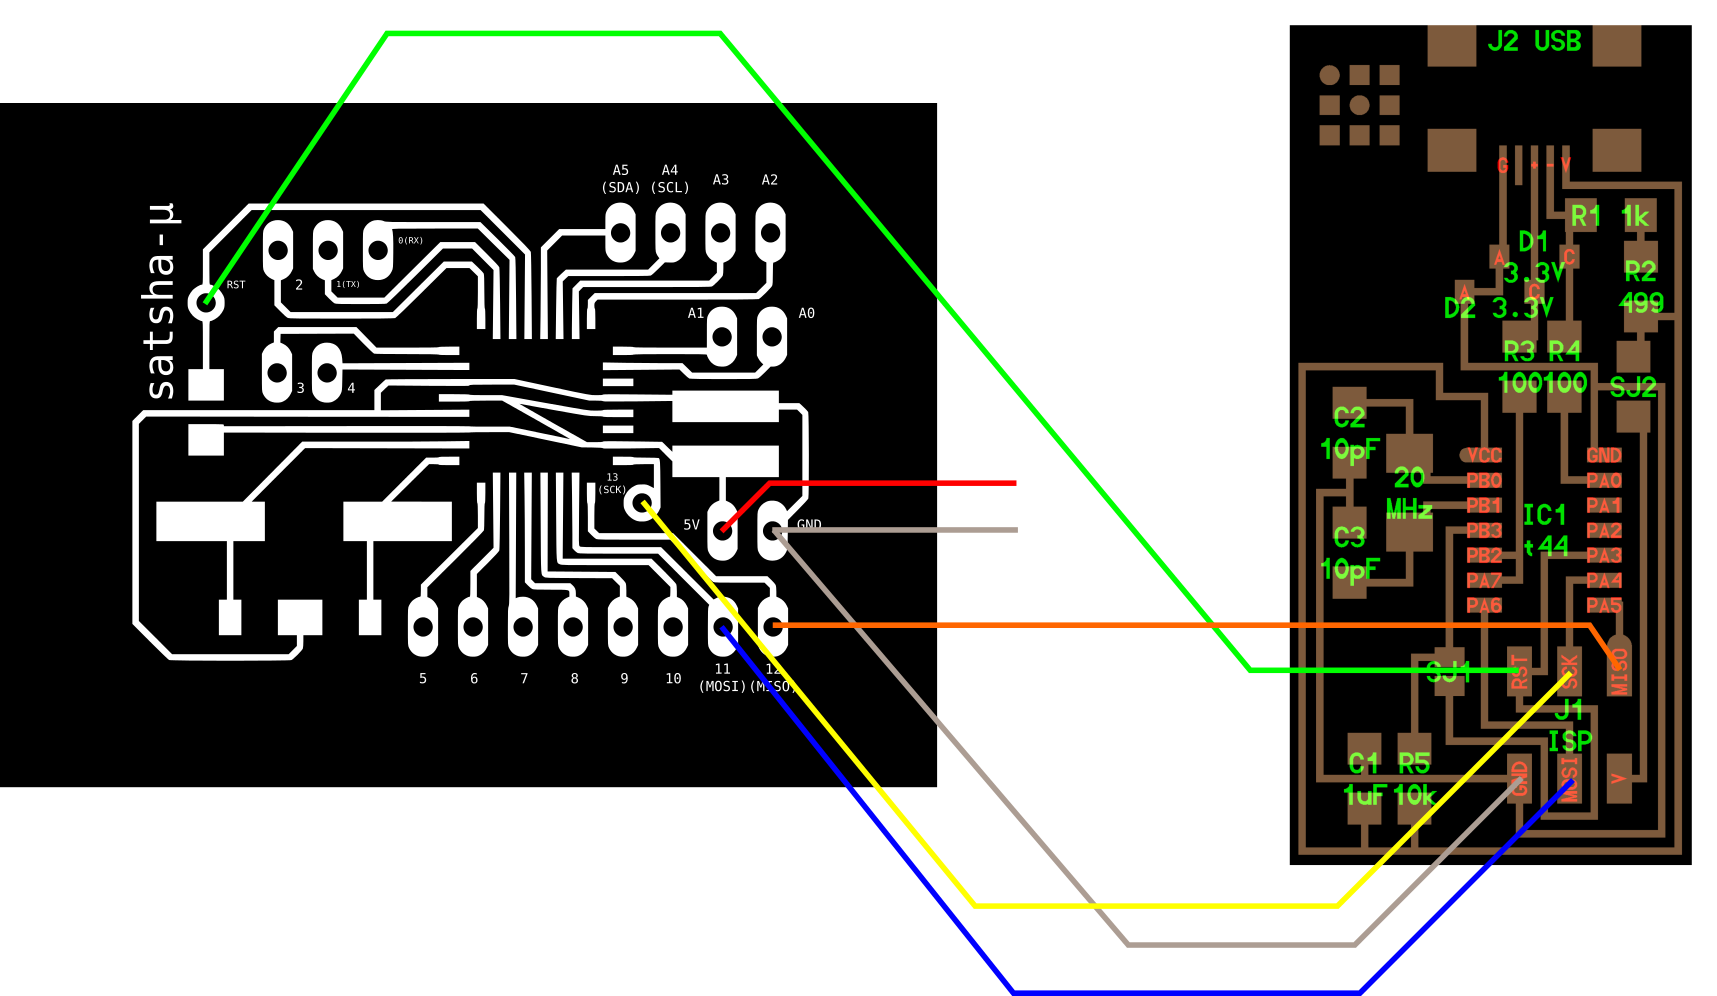 A5
(SDA)
A4
(SCL)
A3
A2
satsha-µ
RST
2
1(TX)
0(RX)
3
4
A1
A0
13
(SCK)
5V
GND
5
6
7
8
9
10
11
(MOSI)
12
(MISO)
J2 USB
G
+
-
V
R1 1k
D1
3.3V
A
C
R2
499
A
C
D2 3.3V
R3
100
R4
100
SJ2
C2
10pF
20
MHz
C3
10pF
VCC
PB0
PB1
PB3
PB2
PA7
PA6
IC1
t44
GND
PA0
PA1
PA2
PA3
PA4
PA5
SJ1
RST
SCK
MISO
J1
ISP
C1
1uF
R5
10k
GND
MOSI
V